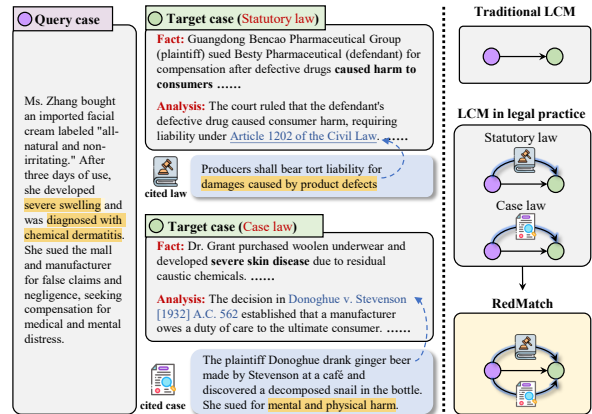 Query case
Ms. Zhang bought
an imported facial
cream labeled "all-
natural and non-
irritating." After
three days of use,
she developed
severe swelling and
was diagnosed with
chemical dermatitis.
She sued the mall
and manufacturer
for false claims and
negligence, seeking
compensation for
medical and mental
distress.
Target case (Statutory law)
Fact: Guangdong Bencao Pharmaceutical Group
(plaintiff) sued Besty Pharmaceutical (defendant) for
compensation after defective drugs caused harm to
consumers ......
Analysis: The court ruled that the defendant's
defective drug caused consumer harm, requiring
liability under Article 1202 of the Civil Law. ......
cited law
Producers shall bear tort liability for
damages caused by product defects
Target case (Case law)
Fact: Dr. Grant purchased woolen underwear and
developed severe skin disease due to residual
caustic chemicals. ......
Analysis: The decision in Donoghue v. Stevenson
[1932] A.C. 562 established that a manufacturer
owes a duty of care to the ultimate consumer. ......
cited case
The plaintiff Donoghue drank ginger beer
made by Stevenson at a café and
discovered a decomposed snail in the bottle.
She sued for mental and physical harm.
Traditional LCM
LCM in legal practice
Statutory law
Case law
RedMatch